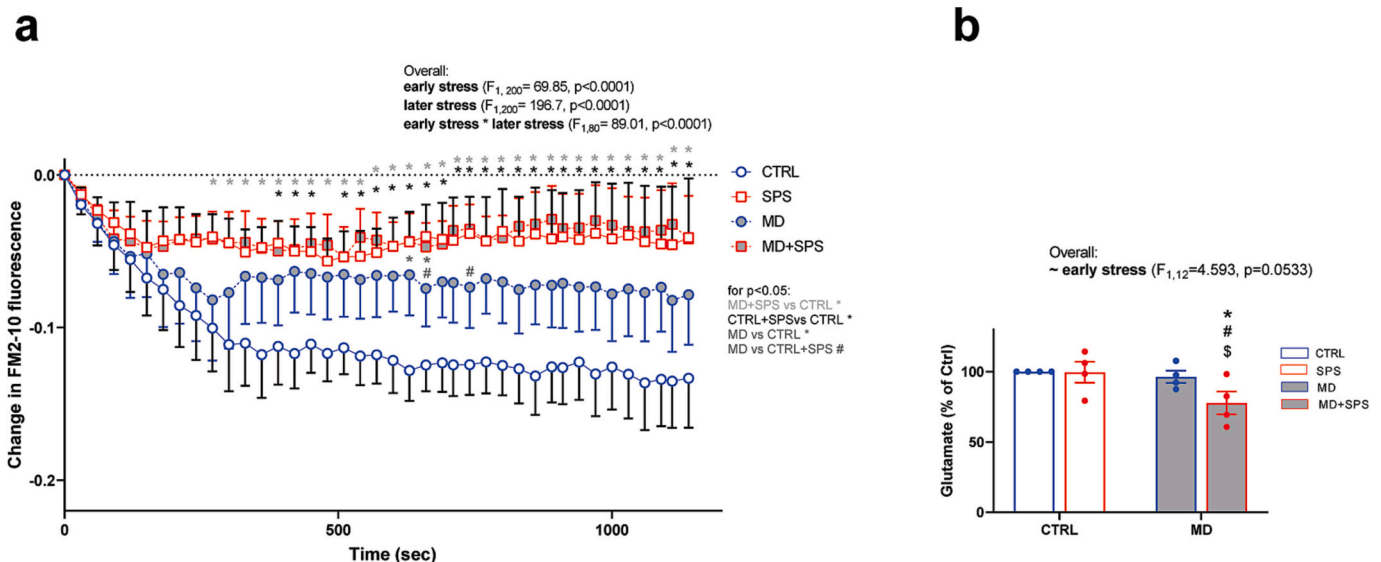 a
Overall:
early stress (F1, 200= 69.85, p<0.0001)
later stress (F1,200= 196.7, p<0.0001)
early stress * later stress (F1,80= 89.01, p<0.0001)
Change in FM2-10 fluorescence
0.0
-0.1
-0.2
0
500
1000
Time (sec)
* * * * * * * * * * * * * * * * * * * * * * * * * *
* * * * * * * * * * * * * * * * * * * * * *
* *
# #
CTRL
SPS
MD
MD+SPS
for p<0.05:
MD+SPS vs CTRL *
CTRL+SPSvs CTRL *
MD vs CTRL *
MD vs CTRL+SPS #
b
Overall:
~ early stress (F1,12=4.593, p=0.0533)
Glutamate (% of Ctrl)
100
50
0
*
#
$
CTRL
MD
CTRL
SPS
MD
MD+SPS